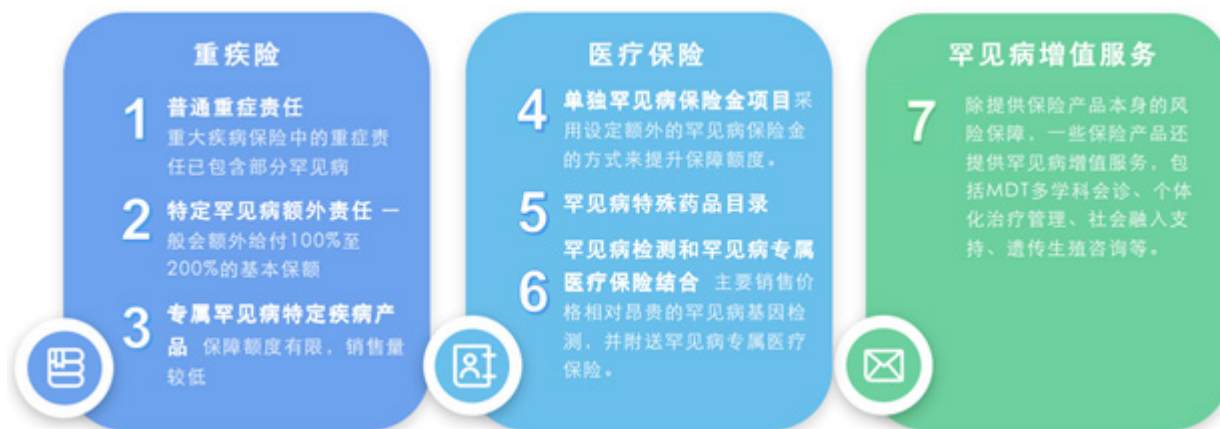 重疾险
1 普通重症责任
重大疾病保险中的重症责
任已包含部分罕见病
2 特定罕见病额外责任 一
般会额外给付100%至
200%的基本保额
3 专属罕见病特定疾病产
品 保障额度有限，销售量
较低
医疗保险
4 单独罕见病保险金项目采
用设定额外的罕见病保险金
的方式来提升保障额度。
5 罕见病特殊药品目录
罕见病检测和罕见病专属
6 医疗保险结合 主要销售价
格相对昂贵的罕见病基因检
测，并附送罕见病专属医疗
保险。
罕见病增值服务
7 除提供保险产品本身的风
险保障，一些保险产品还
提供罕见病增值服务，包
括MDT多学科会诊、个体
化治疗管理、社会融入支
持、遗传生殖咨询等。